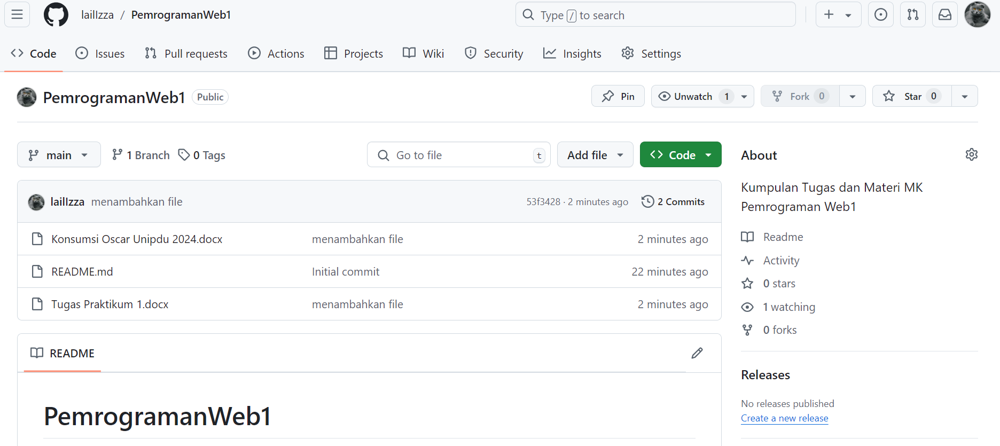 lailIzza / PemrogramanWeb1
Type / to search
Code Issues Pull requests Actions Projects Wiki Security Insights Settings
PemrogramanWeb1 Public
Pin Unwatch 1 Fork 0 Star 0
main 1 Branch 0 Tags
Go to file t Add file Code
lailIzza menambahkan file 53f3428 · 2 minutes ago 2 Commits
Konsumsi Oscar Unipdu 2024.docx menambahkan file 2 minutes ago
README.md Initial commit 22 minutes ago
Tugas Praktikum 1.docx menambahkan file 2 minutes ago
README
PemrogramanWeb1
About
Kumpulan Tugas dan Materi MK
Pemrograman Web1
Readme
Activity
0 stars
1 watching
0 forks
Releases
No releases published
Create a new release